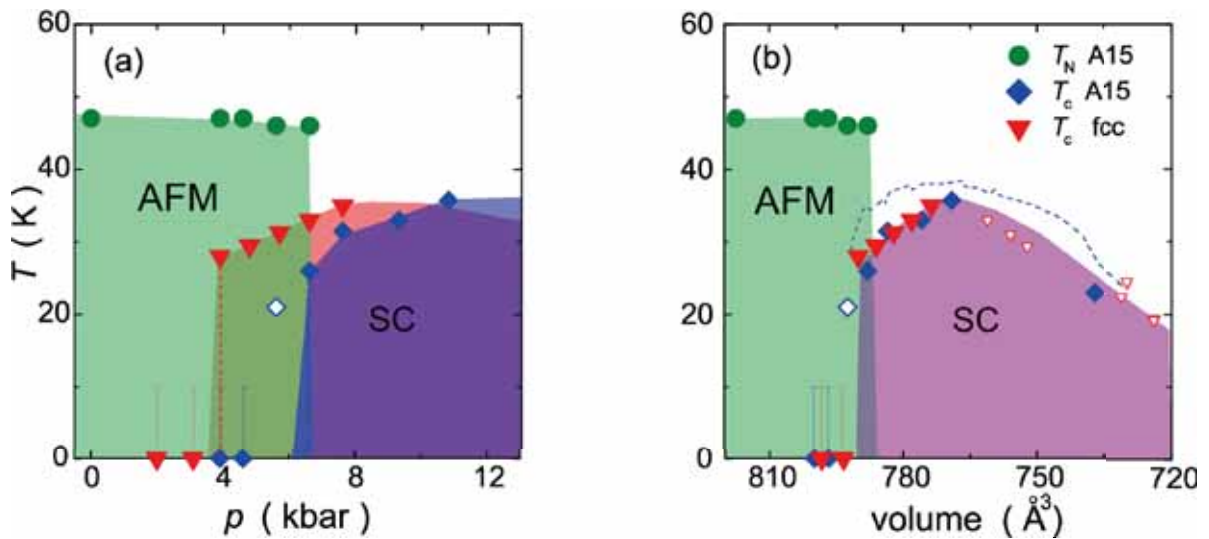 (a)
60
40
20
0
T ( K )
AFM
SC
0 4 8 12
p ( kbar )
(b)
T_N A15
T_c A15
T_c fcc
60
40
20
0
AFM
SC
810 780 750 720
volume ( Å³ )